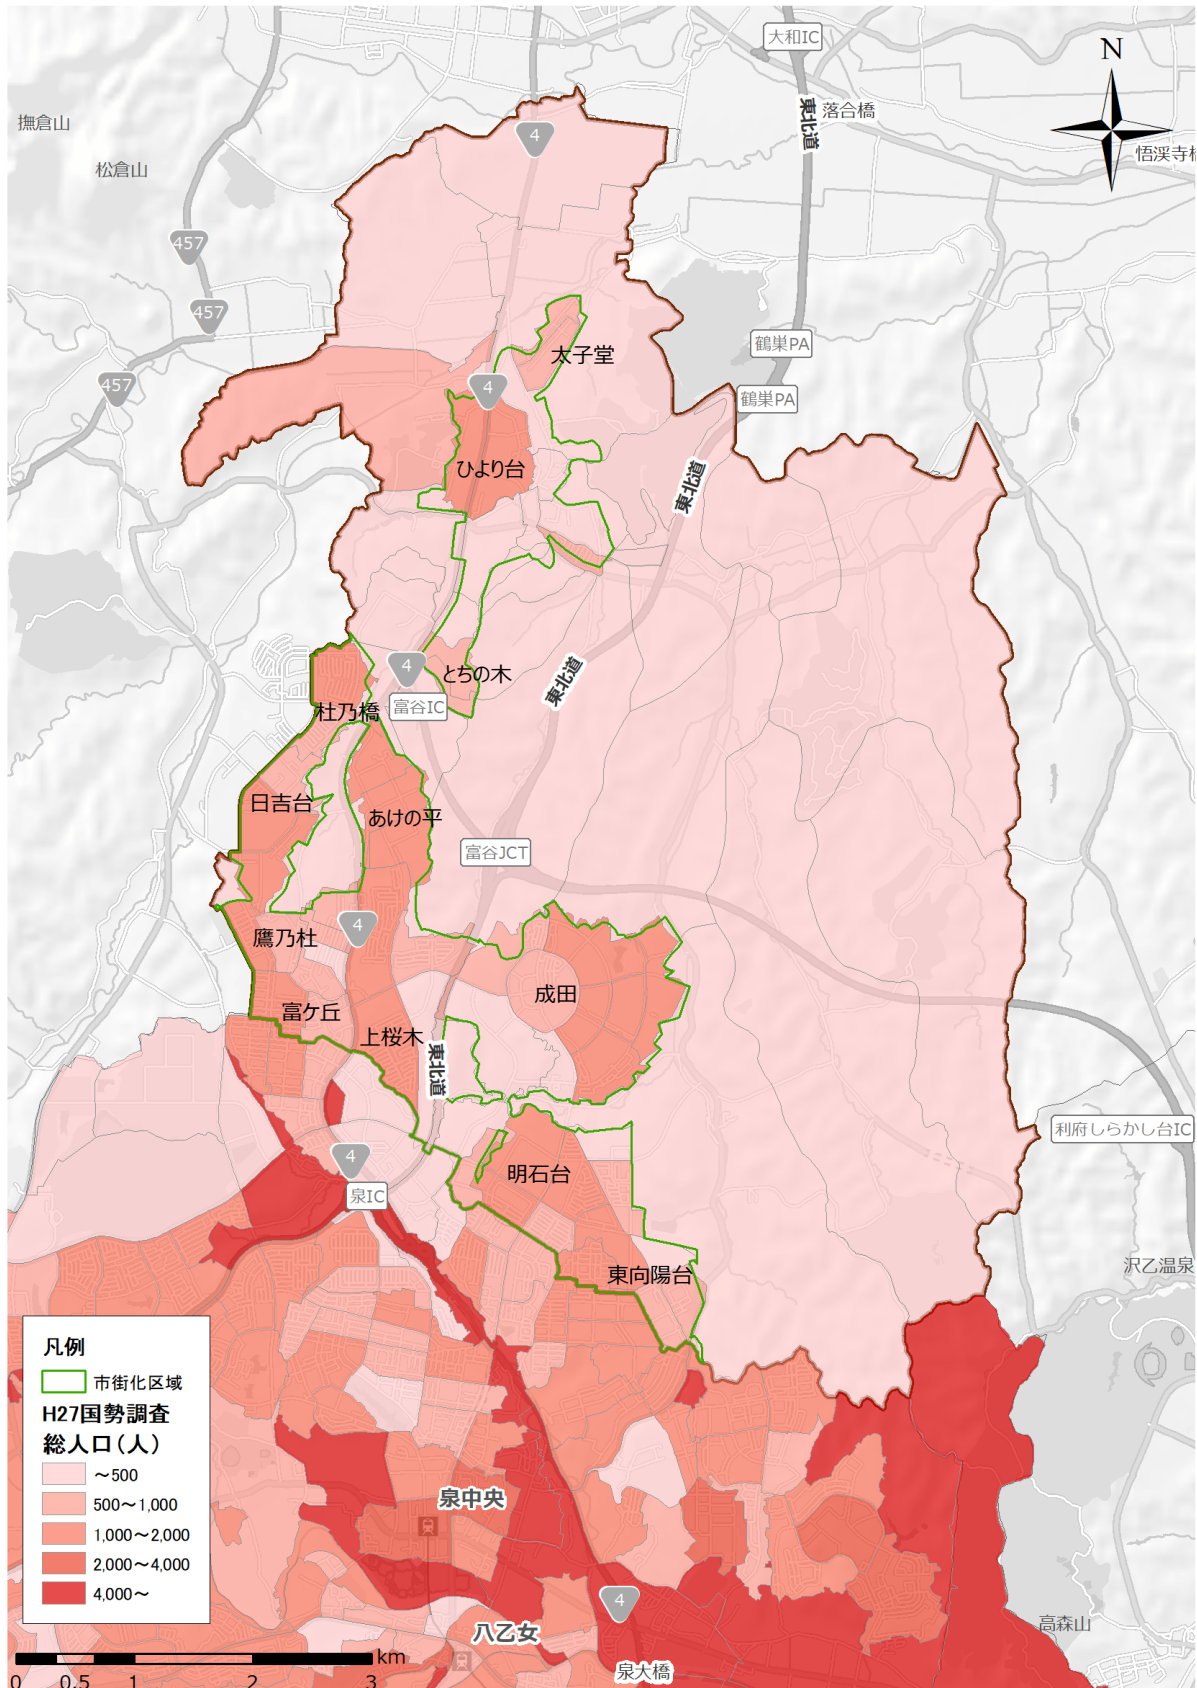 大和IC
N
撫倉山
松倉山
4
東北道
落合橋
悟渓寺
457
457
鶴巣PA
太子堂
457
4
鶴巣PA
ひより台
東北道
4
とちの木
東北道
杜乃橋
富谷IC
日吉台
あけの平
富谷JCT
4
鷹乃杜
成田
富ケ丘
上桜木
東北道
利府しらかし台IC
4
明石台
泉IC
沢乙温泉
東向陽台
凡例
市街化区域
H27国勢調査
総人口(人)
~500
500~1,000
1,000~2,000
2,000~4,000
4,000~
泉中央
4
高森山
八乙女
km
泉大橋
0 0.5 1 2 3